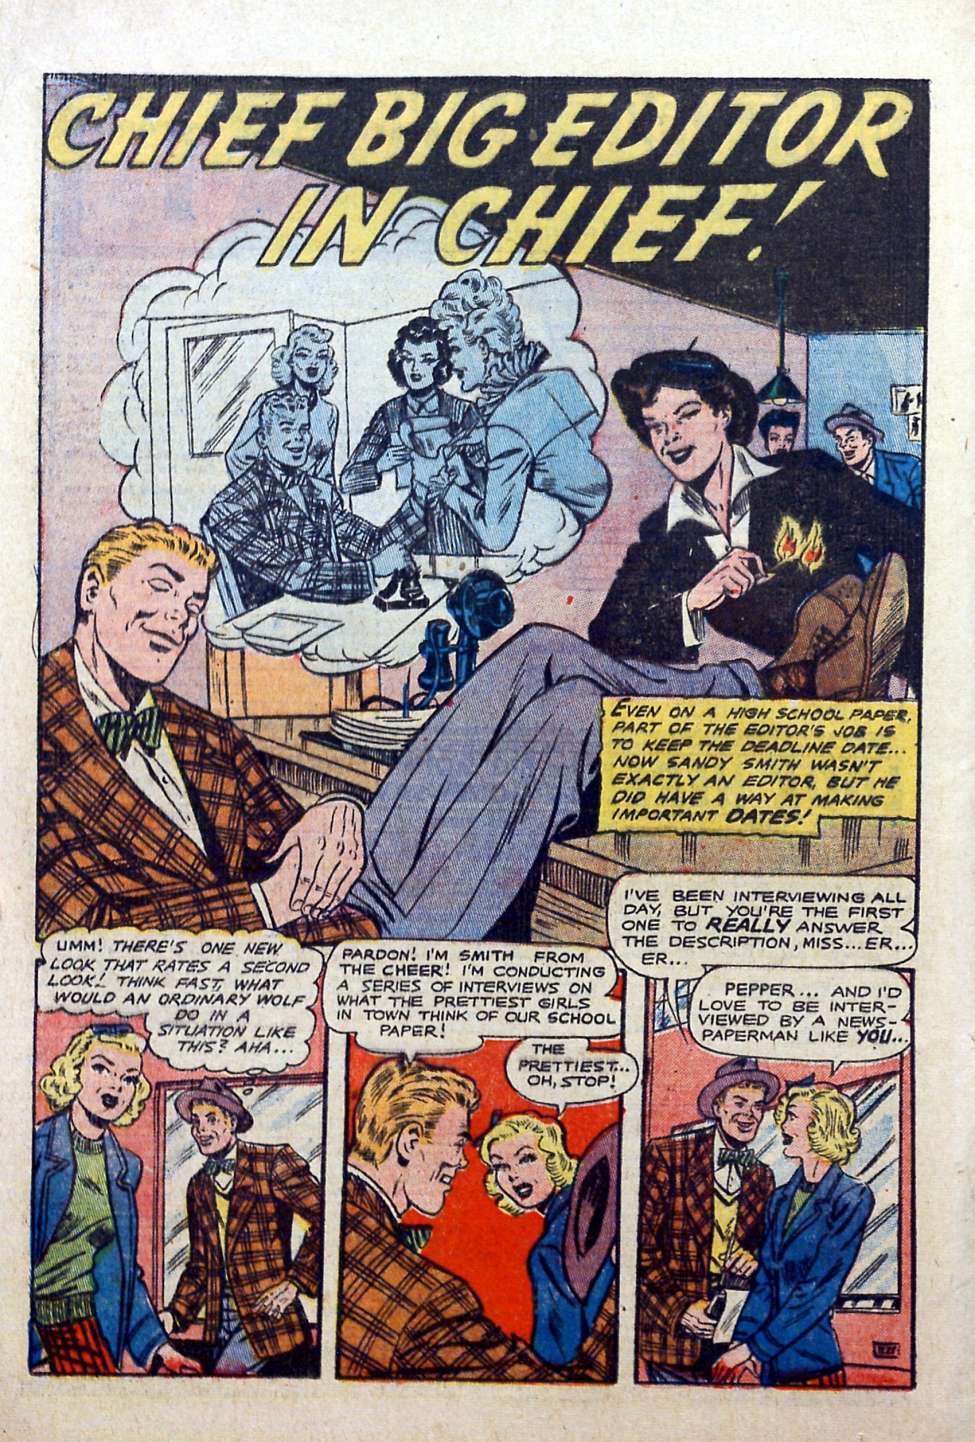 CHIEF BIG EDITOR
IN CHIEF!
EVEN ON A HIGH SCHOOL PAPER,
PART OF THE EDITOR'S JOB IS
TO KEEP THE DEADLINE DATE...
NOW SANDY SMITH WASN'T
EXACTLY AN EDITOR, BUT HE
DID HAVE A WAY AT MAKING
IMPORTANT DATES!
UMM! THERE'S ONE NEW
LOOK THAT RATES A SECOND
LOOK! THINK FAST, WHAT
WOULD AN ORDINARY WOLF
DO IN A
SITUATION LIKE
THIS? AHA...
PARDON! I'M SMITH FROM
THE CHEER! I'M CONDUCTING
A SERIES OF INTERVIEWS ON
WHAT THE PRETTIEST GIRLS
IN TOWN THINK OF OUR SCHOOL
PAPER!
THE
PRETTIEST...
OH, STOP!
I'VE BEEN INTERVIEWING ALL
DAY, BUT YOU'RE THE FIRST
ONE TO REALLY ANSWER
THE DESCRIPTION, MISS...ER...
ER...
PEPPER... AND I'D
LOVE TO BE INTER-
VIEWED BY A NEWS-
PAPERMAN LIKE YOU...